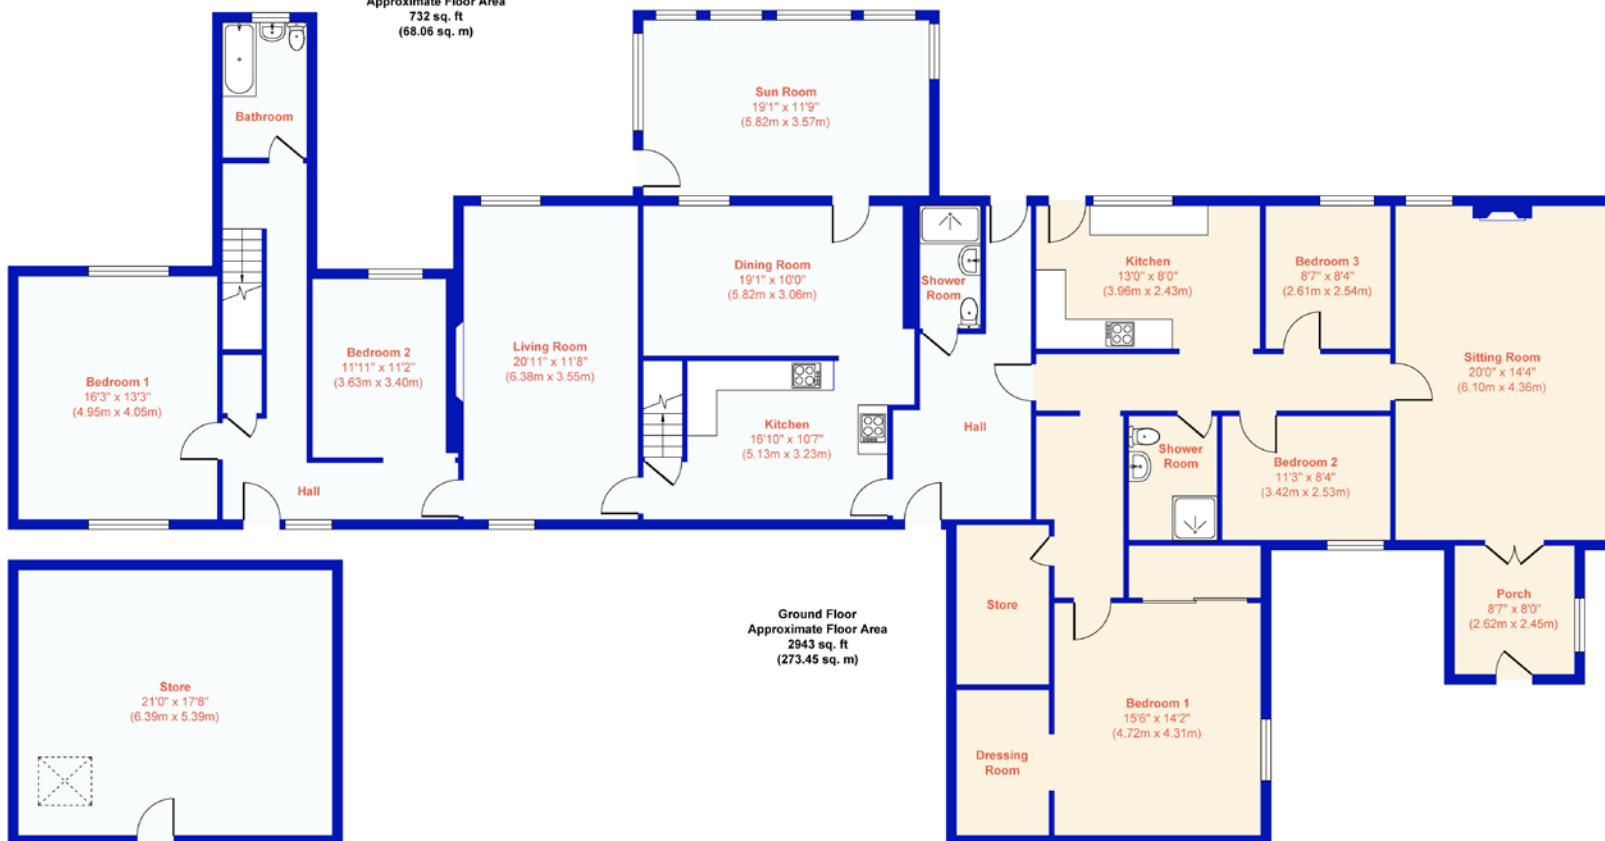 Approximate Floor Area
732 sq. ft
(68.06 sq. m)
Bathroom
Sun Room
19'1" x 11'9"
(5.82m x 3.57m)
Bedroom 1
16'3" x 13'3"
(4.95m x 4.05m)
Bedroom 2
11'11" x 11'2"
(3.63m x 3.40m)
Hall
Living Room
20'11" x 11'8"
(6.38m x 3.55m)
Dining Room
19'1" x 10'0"
(5.82m x 3.06m)
Kitchen
16'10" x 10'7"
(5.13m x 3.23m)
Shower
Room
Hall
Kitchen
13'0" x 8'0"
(3.96m x 2.43m)
Bedroom 3
8'7" x 8'4"
(2.61m x 2.54m)
Sitting Room
20'0" x 14'4"
(6.10m x 4.36m)
Shower
Room
Bedroom 2
11'3" x 8'4"
(3.42m x 2.53m)
Store
21'0" x 17'8"
(6.39m x 5.39m)
Ground Floor
Approximate Floor Area
2943 sq. ft
(273.45 sq. m)
Store
Dressing
Room
Bedroom 1
15'6" x 14'2"
(4.72m x 4.31m)
Porch
8'7" x 8'0"
(2.62m x 2.45m)